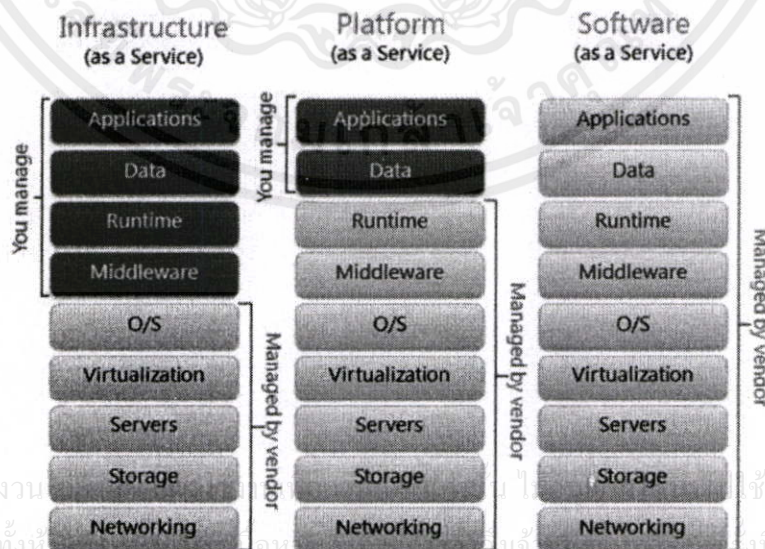 Infrastructure
(as a Service)
Platform
(as a Service)
Software
(as a Service)
You manage
Applications
Data
Runtime
Middleware
O/S
Virtualization
Servers
Storage
Networking
Managed by vendor
You manage
Applications
Data
Runtime
Middleware
O/S
Virtualization
Servers
Storage
Networking
Managed by vendor
Applications
Data
Runtime
Middleware
O/S
Virtualization
Servers
Storage
Networking
Managed by vendor